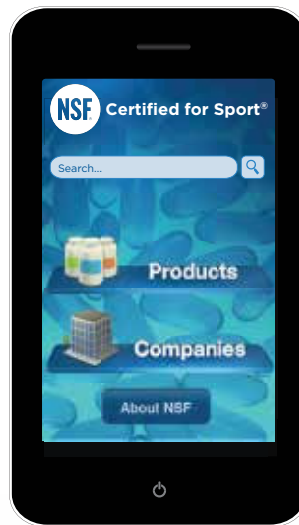 NSF® Certified for Sport®
Search...
Products
Companies
About NSF